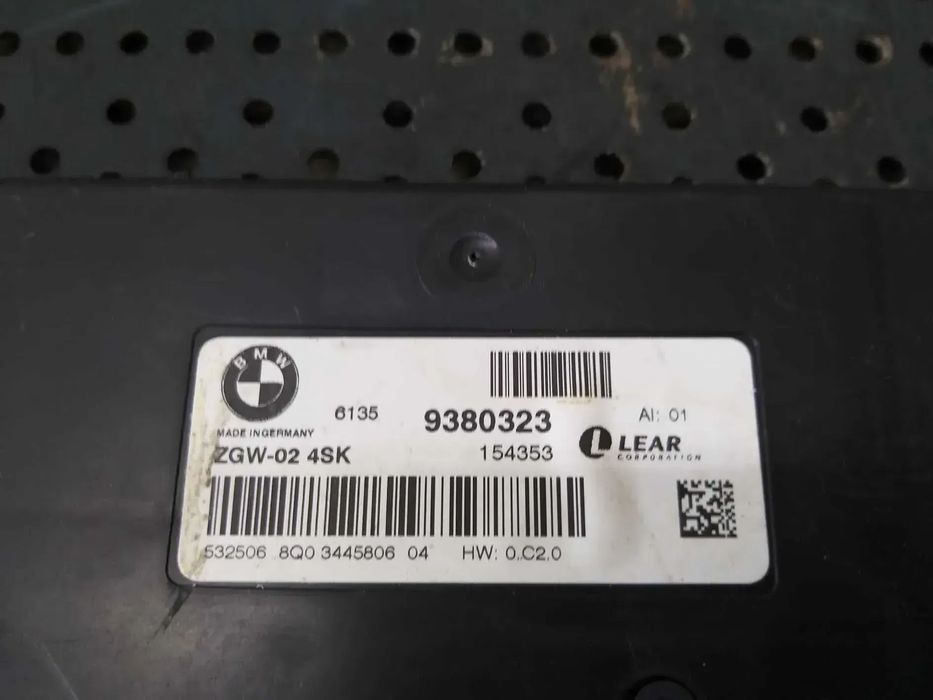 BMW
6135 9380323 AI: 01
MADE IN GERMANY
ZGW-02 4SK 154353 LEAR
CORPORATION
532506 8Q0 3445806 04 HW: 0.C2.0